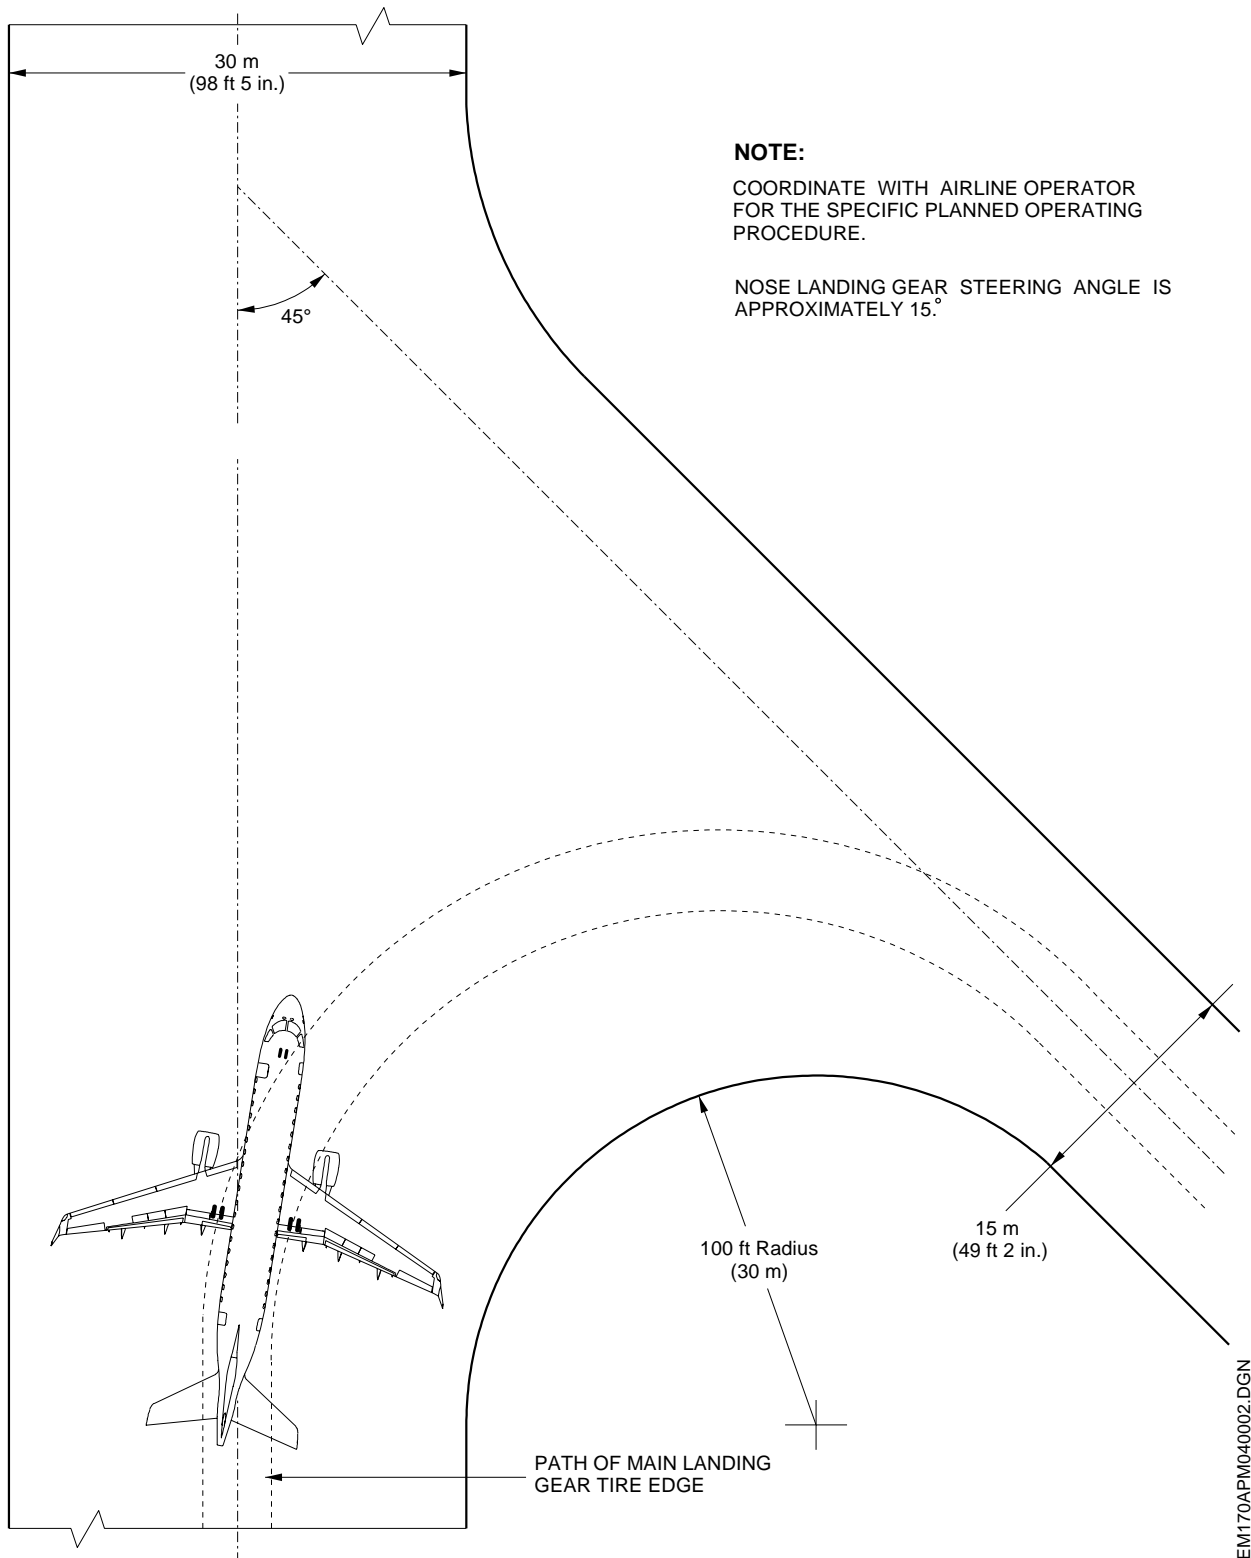 30 m
(98 ft 5 in.)
NOTE:
COORDINATE WITH AIRLINE OPERATOR
FOR THE SPECIFIC PLANNED OPERATING
PROCEDURE.
NOSE LANDING GEAR STEERING ANGLE IS
APPROXIMATELY 15.°
45°
15 m
(49 ft 2 in.)
100 ft Radius
(30 m)
PATH OF MAIN LANDING
GEAR TIRE EDGE
EM170APM040002.DGN